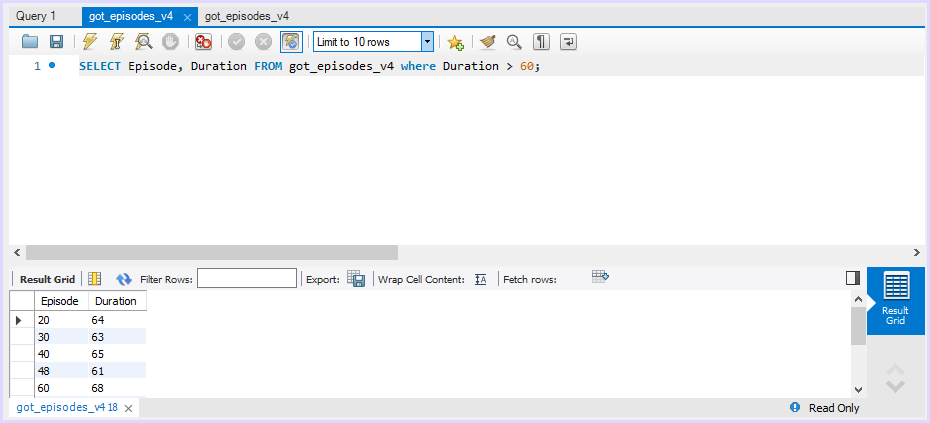 Query 1 got_episodes_v4 got_episodes_v4
Limit to 10 rows
1 SELECT Episode, Duration FROM got_episodes_v4 where Duration > 60;
Result Grid Filter Rows: Export: Wrap Cell Content: Fetch rows:
Episode Duration
20 64
30 63
40 65
48 61
60 68
Result
Grid
got_episodes_v4 18 Read Only